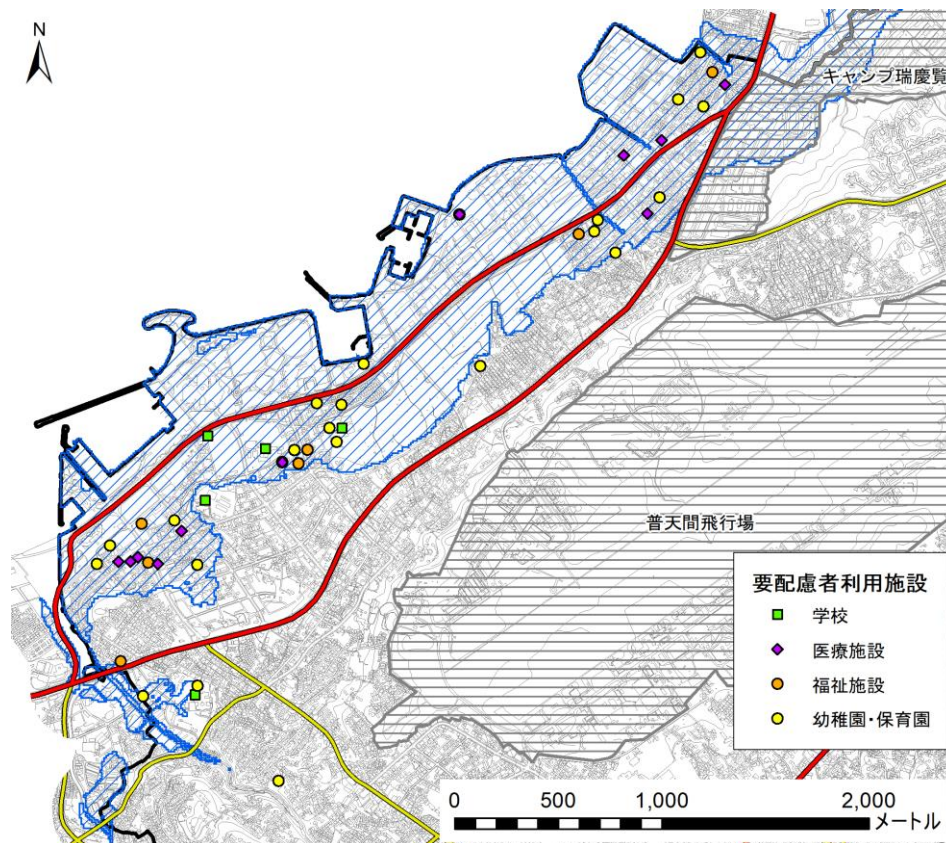 N
キャンプ瑞慶覧
普天間飛行場
要配慮者利用施設
学校
医療施設
福祉施設
幼稚園・保育園
0 500 1,000 2,000
メートル